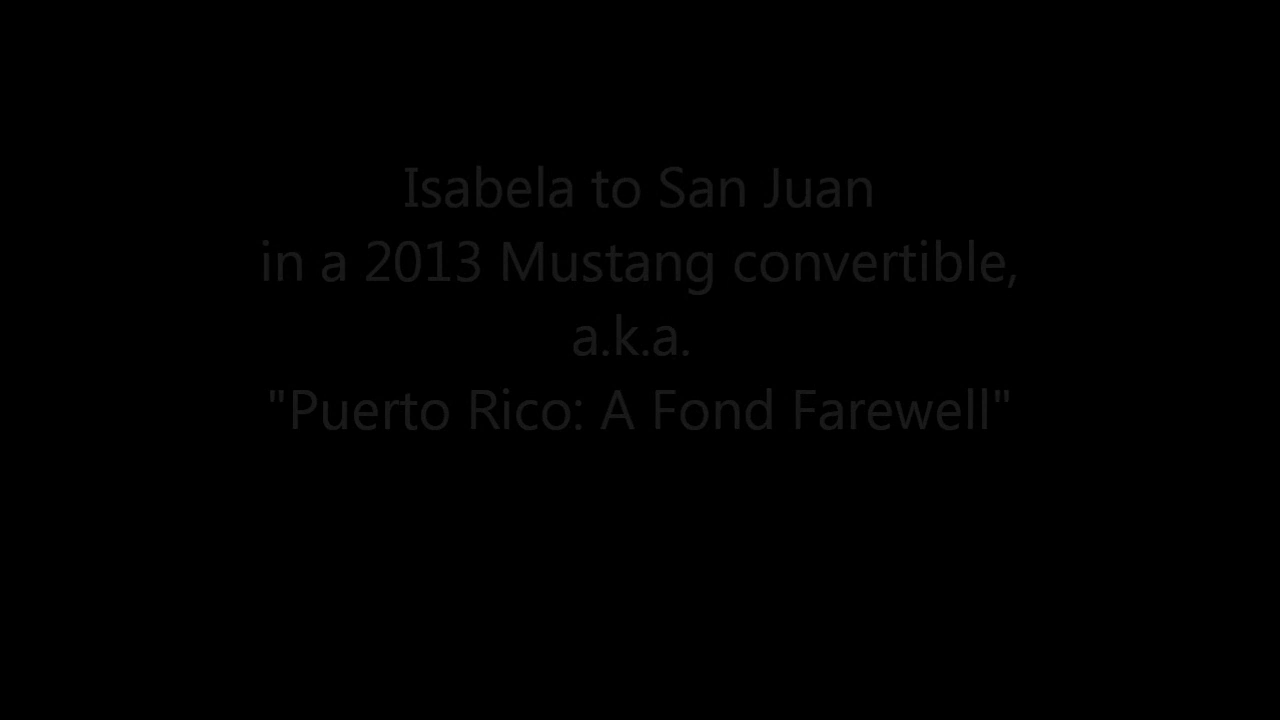 Isabela to San Juan
in a 2013 Mustang convertible,
a.k.a.
"Puerto Rico: A Fond Farewell"